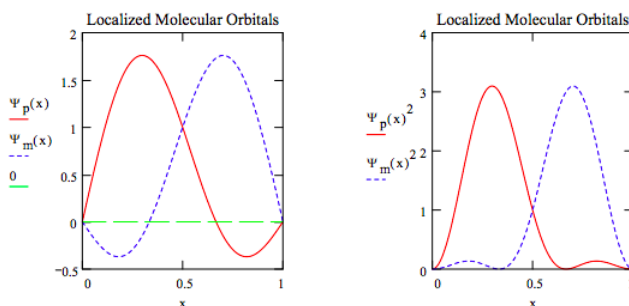 Localized Molecular Orbitals
2
1.5
Ψp(x)
1
Ψm(x)
0.5
0
0
−0.5
0 0.5 1
x
Localized Molecular Orbitals
4
3
Ψp(x)²
Ψm(x)² 2
1
0
0 0.5 1
x